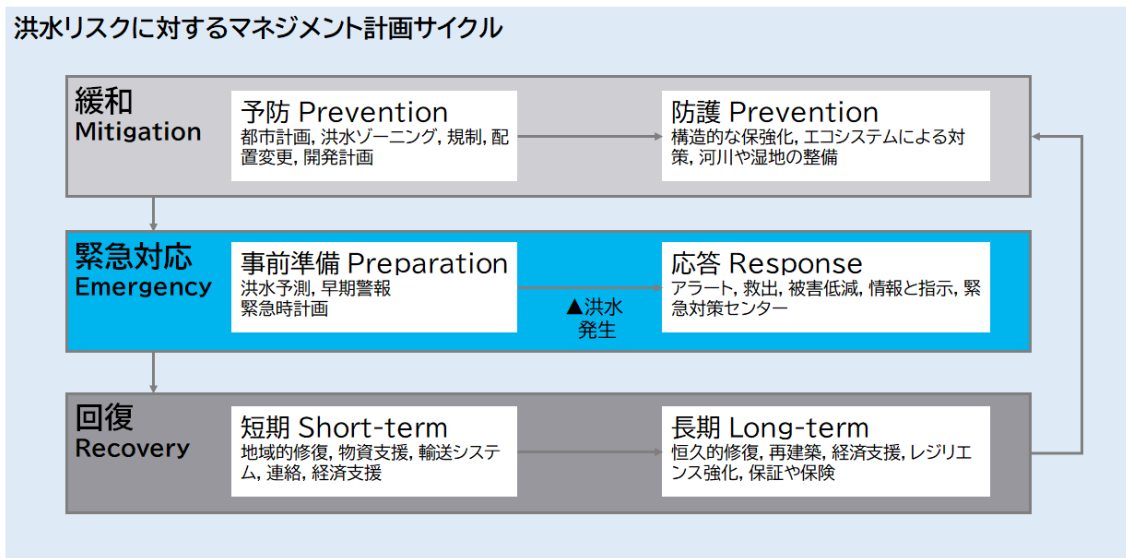 洪水リスクに対するマネジメント計画サイクル
緩和
Mitigation
予防 Prevention
都市計画, 洪水ゾーニング, 規制, 配
置変更, 開発計画
防護 Prevention
構造的な保強化, エコシステムによる対
策, 河川や湿地の整備
緊急対応
Emergency
事前準備 Preparation
洪水予測, 早期警報
緊急時計画
▲洪水
発生
応答 Response
アラート, 救出, 被害低減, 情報と指示, 緊
急対策センター
回復
Recovery
短期 Short-term
地域的修復, 物資支援, 輸送システ
ム, 連絡, 経済支援
長期 Long-term
恒久的修復, 再建築, 経済支援, レジリエ
ンス強化, 保証や保険